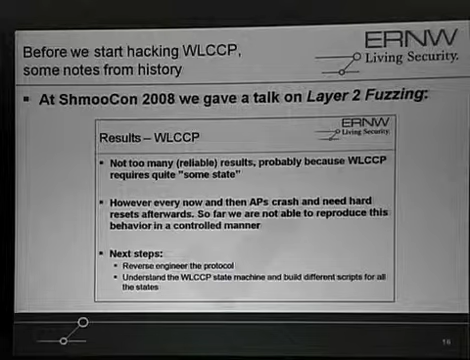 Before we start hacking WLCCP,
some notes from history
ERNW
Living Security.
▪ At ShmooCon 2008 we gave a talk on Layer 2 Fuzzing:
Results – WLCCP
ERNW
Living Security.
▪ Not too many (reliable) results, probably because WLCCP
requires quite "some state"
▪ However every now and then APs crash and need hard
resets afterwards. So far we are not able to reproduce this
behavior in a controlled manner
▪ Next steps:
▪ Reverse engineer the protocol
▪ Understand the WLCCP state machine and build different scripts for all
the states
16